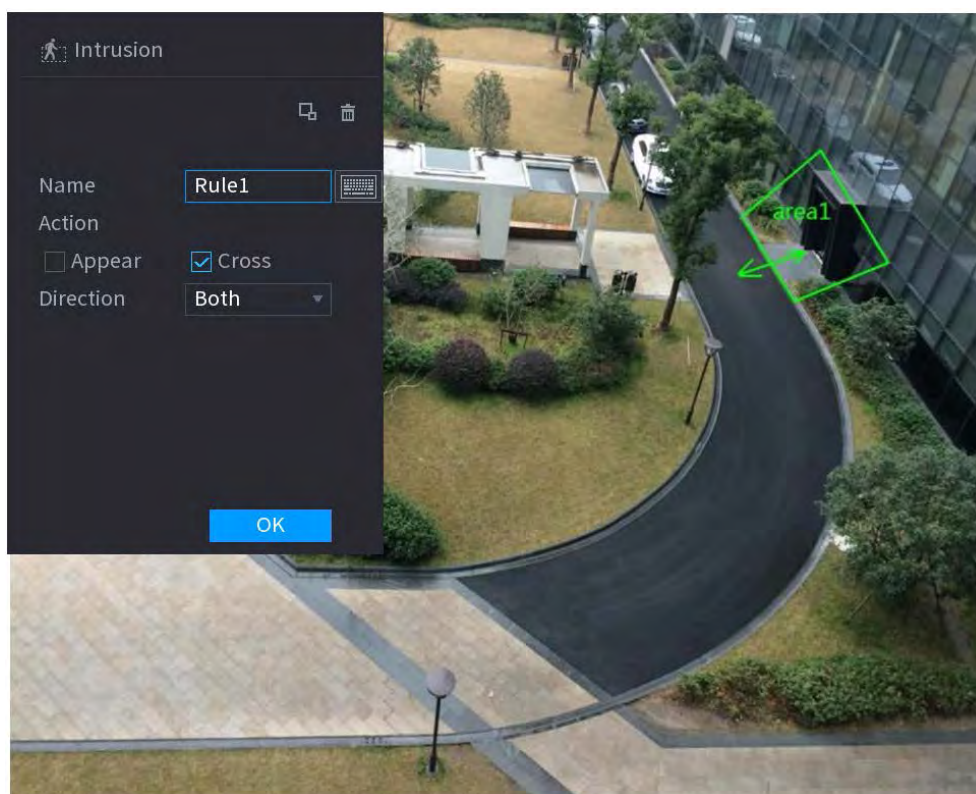 Intrusion
Name
Rule1
Action
Appear
Cross
Direction
Both
OK
area1